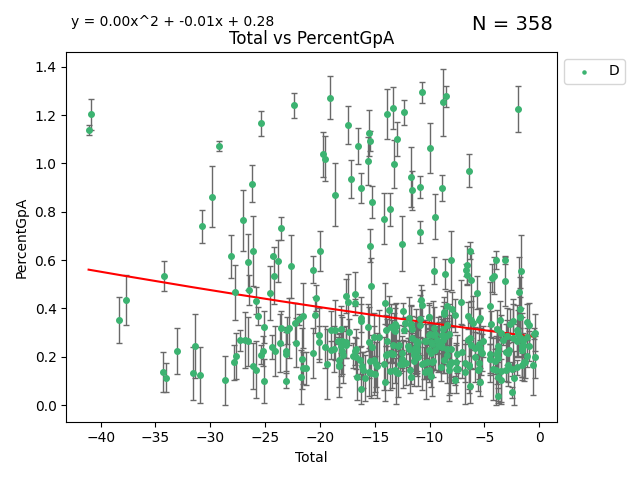 y = 0.00x^2 + -0.01x + 0.28
N = 358
Total vs PercentGpA
D
1.4
1.2
1.0
0.8
0.6
0.4
0.2
0.0
PercentGpA
−40 −35 −30 −25 −20 −15 −10 −5 0
Total